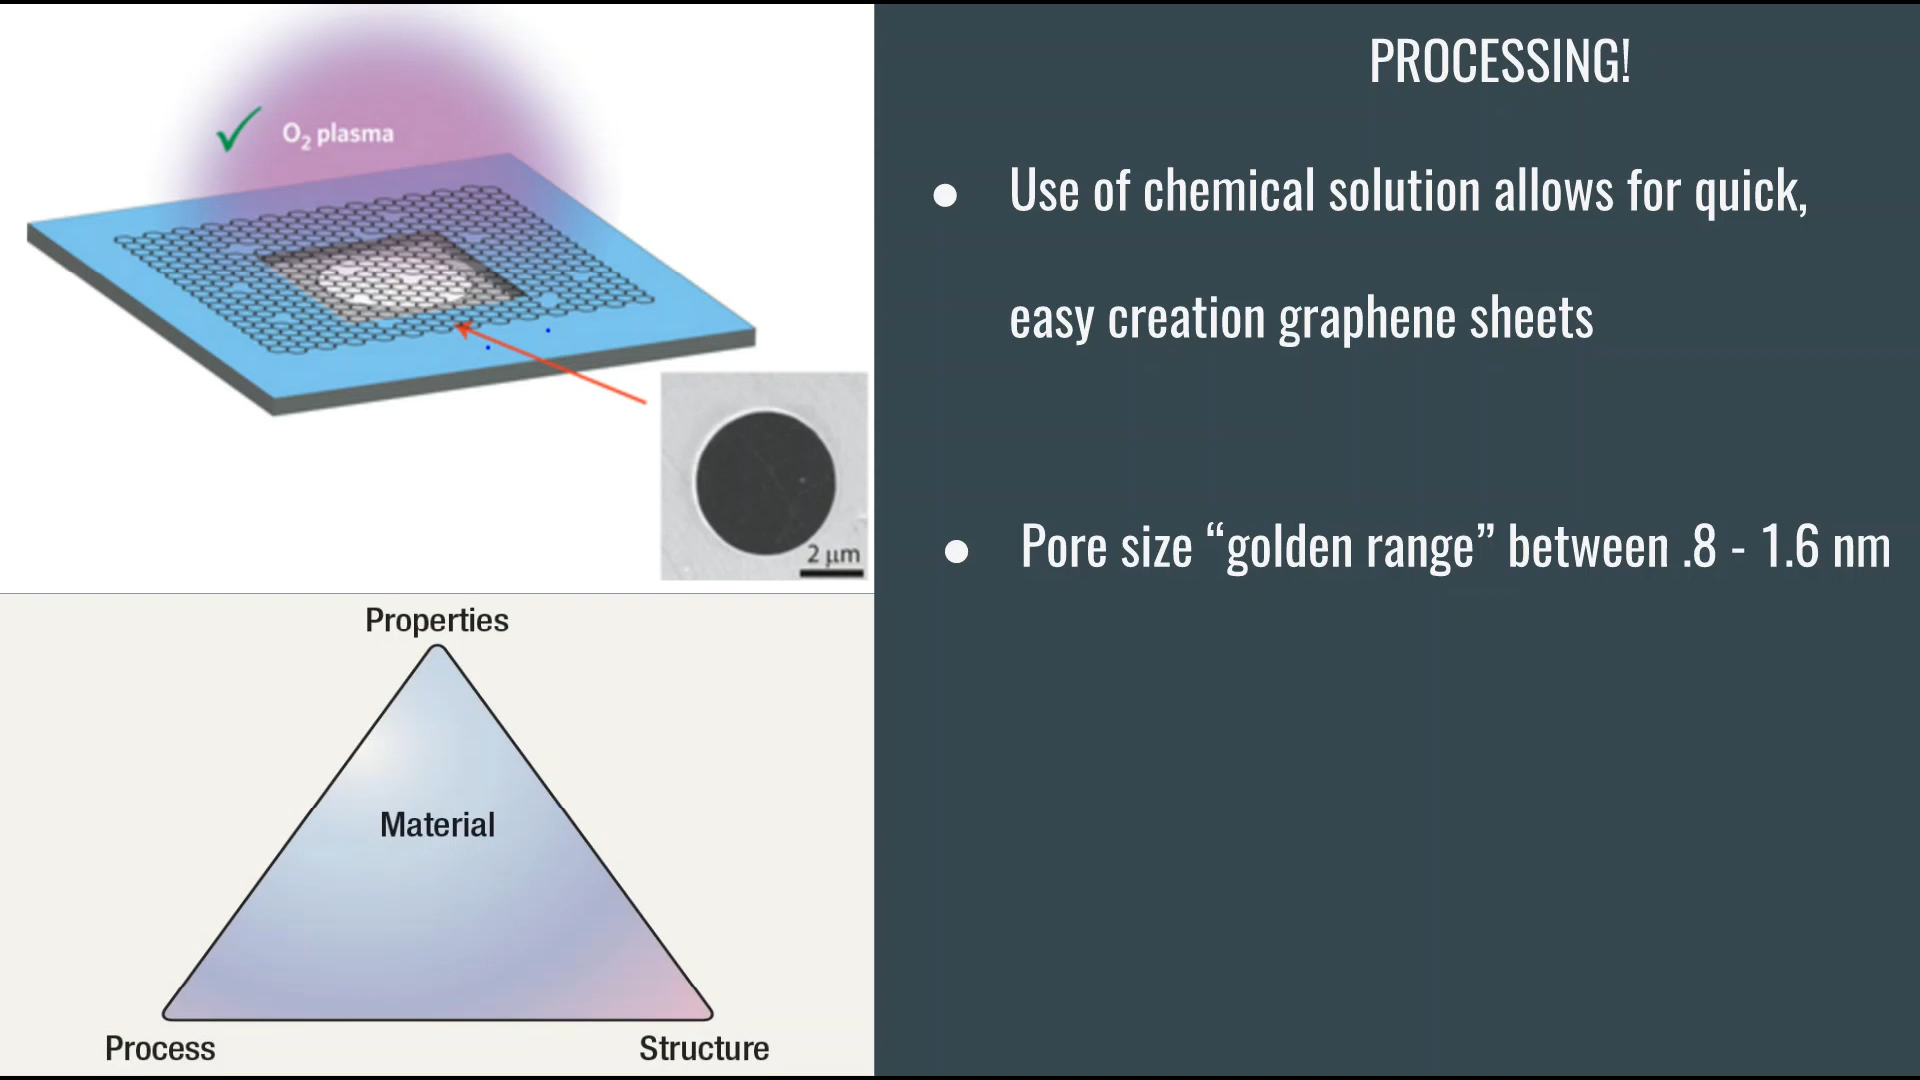 O₂ plasma
2 µm
Properties
Material
Process
Structure
PROCESSING!
● Use of chemical solution allows for quick,
easy creation graphene sheets
● Pore size “golden range” between .8 - 1.6 nm